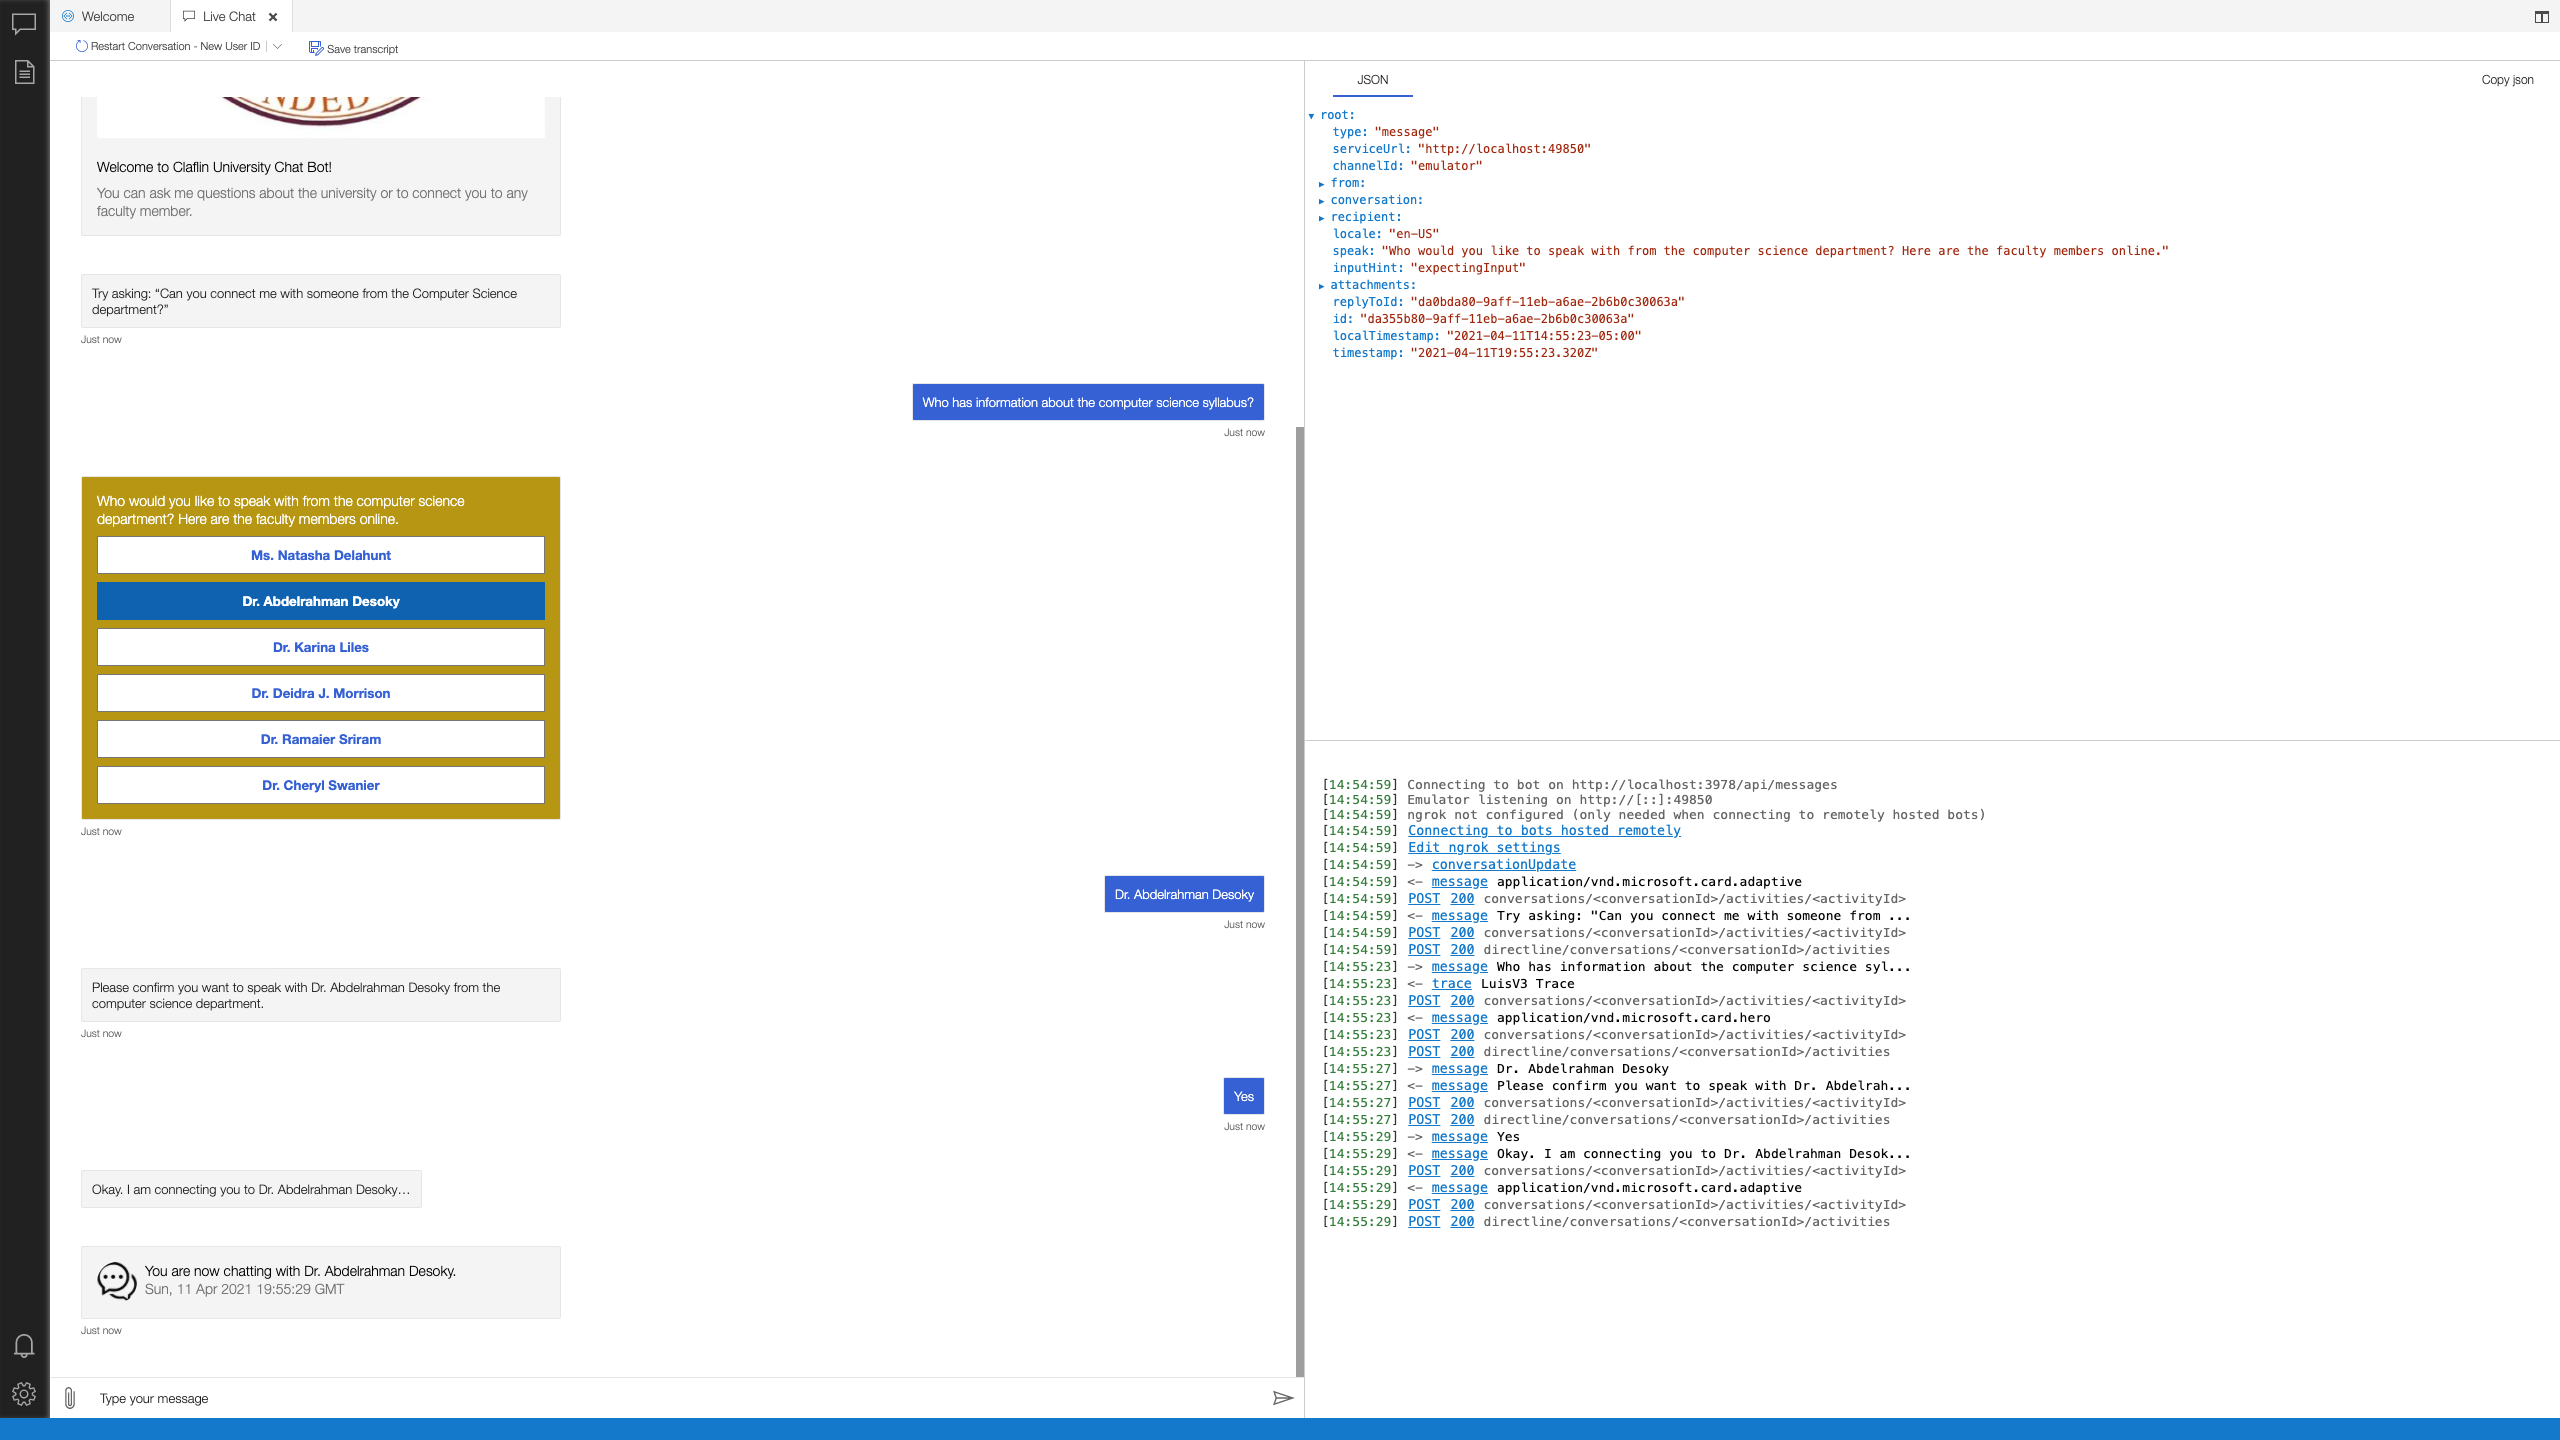 Welcome
Live Chat
Restart Conversation - New User ID
Save transcript
NDED
Welcome to Claflin University Chat Bot!
You can ask me questions about the university or to connect you to any
faculty member.
Try asking: “Can you connect me with someone from the Computer Science
department?”
Just now
Who has information about the computer science syllabus?
Just now
Who would you like to speak with from the computer science
department? Here are the faculty members online.
Ms. Natasha Delahunt
Dr. Abdelrahman Desoky
Dr. Karina Liles
Dr. Deidra J. Morrison
Dr. Ramaier Sriram
Dr. Cheryl Swanier
Just now
Dr. Abdelrahman Desoky
Just now
Please confirm you want to speak with Dr. Abdelrahman Desoky from the
computer science department.
Just now
Yes
Just now
Okay. I am connecting you to Dr. Abdelrahman Desoky…
You are now chatting with Dr. Abdelrahman Desoky.
Sun, 11 Apr 2021 19:55:29 GMT
Just now
Type your message
JSON
Copy json
root:
type: "message"
serviceUrl: "http://localhost:49850"
channelId: "emulator"
from:
conversation:
recipient:
locale: "en-US"
speak: "Who would you like to speak with from the computer science department? Here are the faculty members online."
inputHint: "expectingInput"
attachments:
replyToId: "da0bda80-9aff-11eb-a6ae-2b6b0c30063a"
id: "da355b80-9aff-11eb-a6ae-2b6b0c30063a"
localTimestamp: "2021-04-11T14:55:23-05:00"
timestamp: "2021-04-11T19:55:23.320Z"
[14:54:59] Connecting to bot on http://localhost:3978/api/messages
[14:54:59] Emulator listening on http://[::]:49850
[14:54:59] ngrok not configured (only needed when connecting to remotely hosted bots)
[14:54:59] Connecting to bots hosted remotely
[14:54:59] Edit ngrok settings
[14:54:59] -> conversationUpdate
[14:54:59] <- message application/vnd.microsoft.card.adaptive
[14:54:59] POST 200 conversations/<conversationId>/activities/<activityId>
[14:54:59] <- message Try asking: "Can you connect me with someone from ...
[14:54:59] POST 200 conversations/<conversationId>/activities/<activityId>
[14:54:59] POST 200 directline/conversations/<conversationId>/activities
[14:55:23] -> message Who has information about the computer science syl...
[14:55:23] <- trace LuisV3 Trace
[14:55:23] POST 200 conversations/<conversationId>/activities/<activityId>
[14:55:23] <- message application/vnd.microsoft.card.hero
[14:55:23] POST 200 conversations/<conversationId>/activities/<activityId>
[14:55:23] POST 200 directline/conversations/<conversationId>/activities
[14:55:27] -> message Dr. Abdelrahman Desoky
[14:55:27] <- message Please confirm you want to speak with Dr. Abdelrah...
[14:55:27] POST 200 conversations/<conversationId>/activities/<activityId>
[14:55:27] POST 200 directline/conversations/<conversationId>/activities
[14:55:29] -> message Yes
[14:55:29] <- message Okay. I am connecting you to Dr. Abdelrahman Desok...
[14:55:29] POST 200 conversations/<conversationId>/activities/<activityId>
[14:55:29] <- message application/vnd.microsoft.card.adaptive
[14:55:29] POST 200 conversations/<conversationId>/activities/<activityId>
[14:55:29] POST 200 directline/conversations/<conversationId>/activities